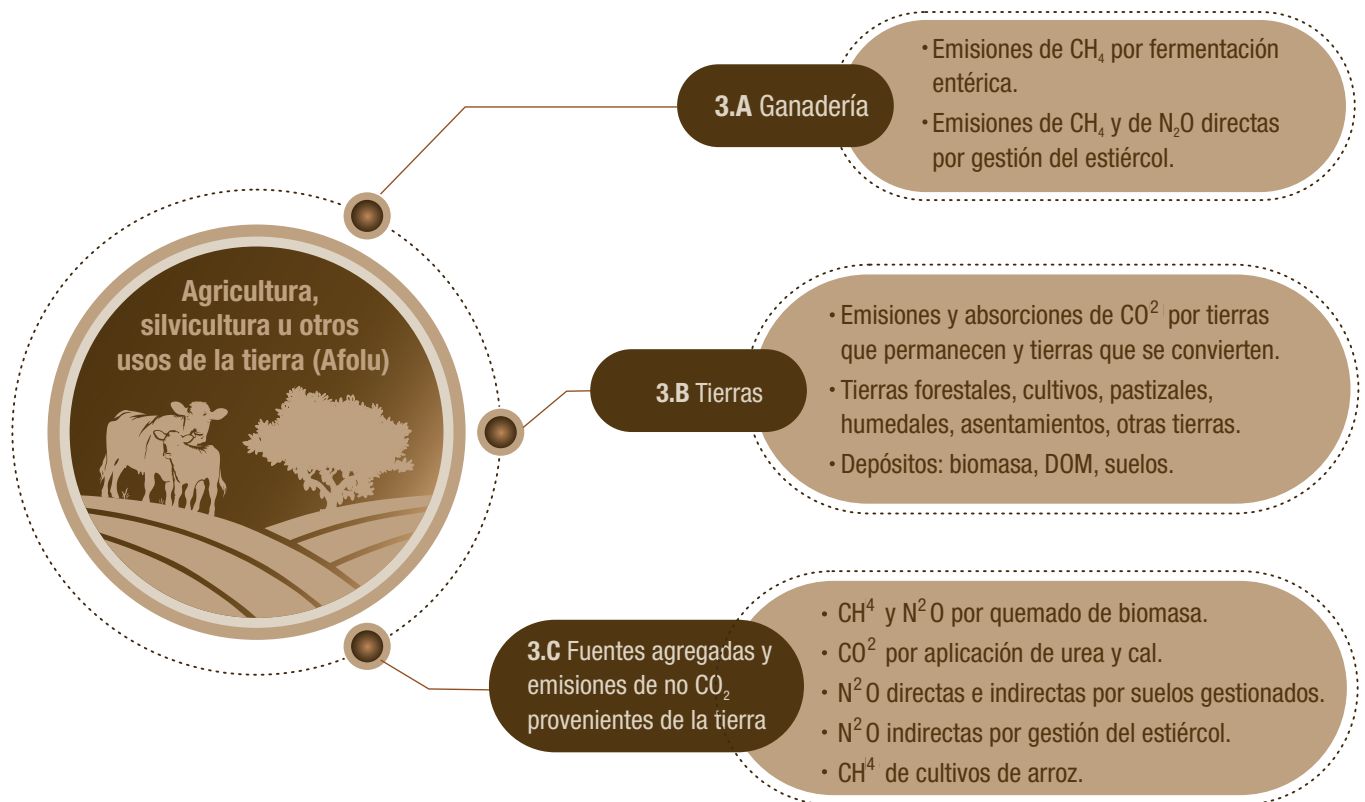 Agricultura,
silvicultura u otros
usos de la tierra (Afolu)
3.A Ganadería
• Emisiones de CH₄ por fermentación
entérica.
• Emisiones de CH₄ y de N₂O directas
por gestión del estiércol.
3.B Tierras
• Emisiones y absorciones de CO² por tierras
que permanecen y tierras que se convierten.
• Tierras forestales, cultivos, pastizales,
humedales, asentamientos, otras tierras.
• Depósitos: biomasa, DOM, suelos.
3.C Fuentes agregadas y
emisiones de no CO₂
provenientes de la tierra
• CH⁴ y N²O por quemado de biomasa.
• CO² por aplicación de urea y cal.
• N²O directas e indirectas por suelos gestionados.
• N²O indirectas por gestión del estiércol.
• CH⁴ de cultivos de arroz.